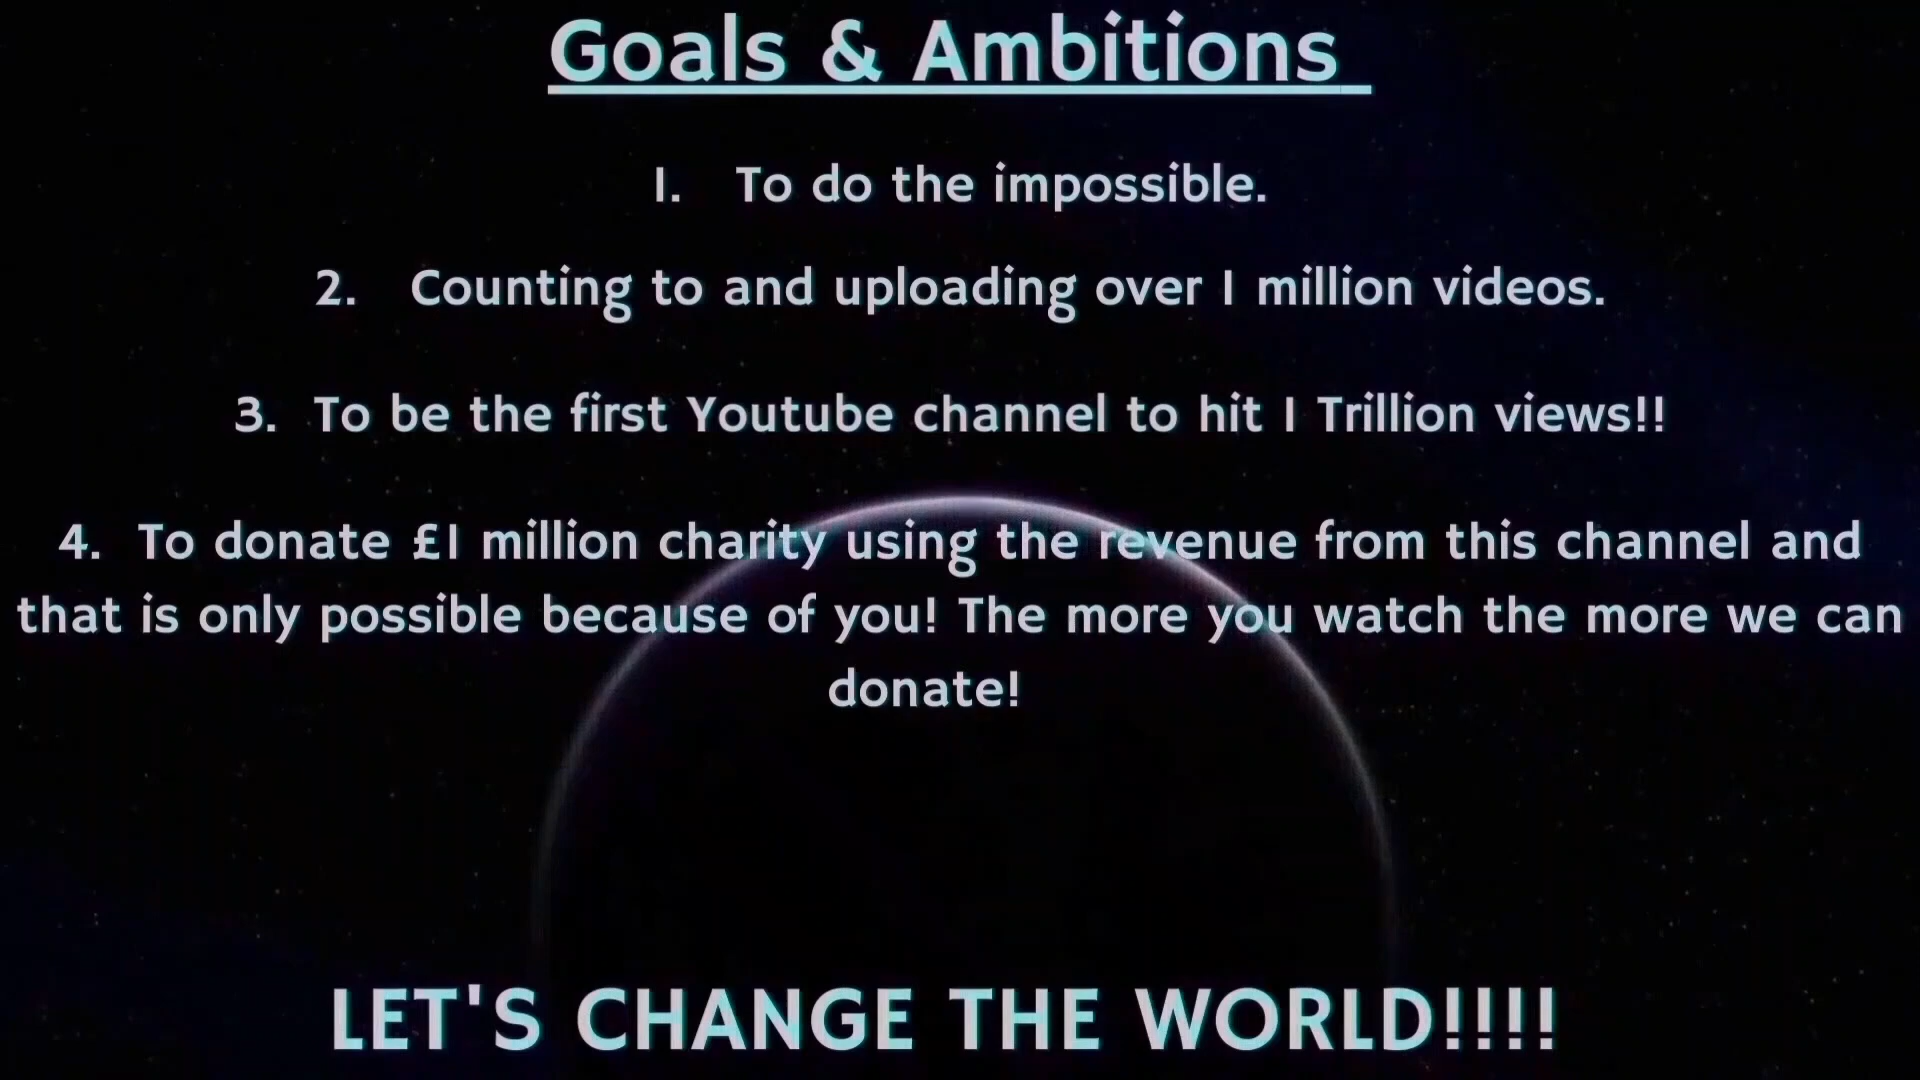 Goals & Ambitions
1. To do the impossible.
2. Counting to and uploading over 1 million videos.
3. To be the first Youtube channel to hit 1 Trillion views!!
4. To donate £1 million charity using the revenue from this channel and
that is only possible because of you! The more you watch the more we can
donate!
LET'S CHANGE THE WORLD!!!!